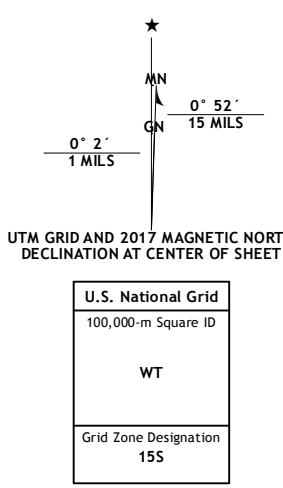 ★
MN
0° 52´
15 MILS
GN
0° 2´
1 MILS
UTM GRID AND 2017 MAGNETIC NORT
DECLINATION AT CENTER OF SHEET
U.S. National Grid
100,000-m Square ID
WT
Grid Zone Designation
15S